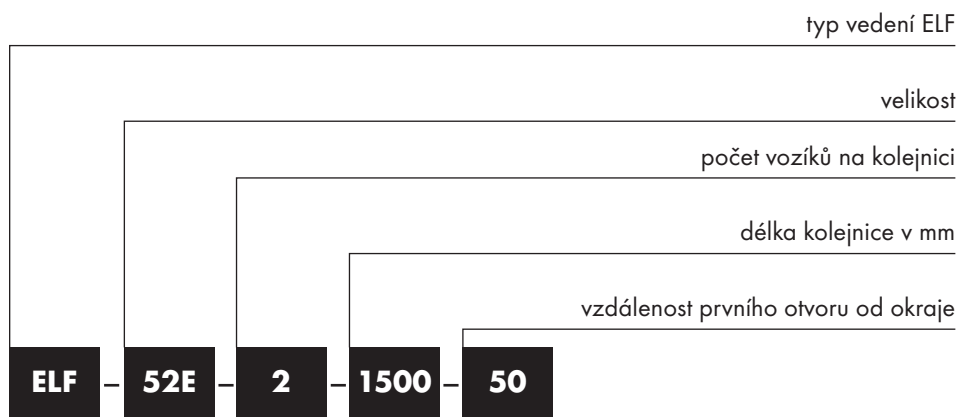 typ vedení ELF
velikost
počet vozíků na kolejnici
délka kolejnice v mm
vzdálenost prvního otvoru od okraje
ELF – 52E – 2 – 1500 – 50